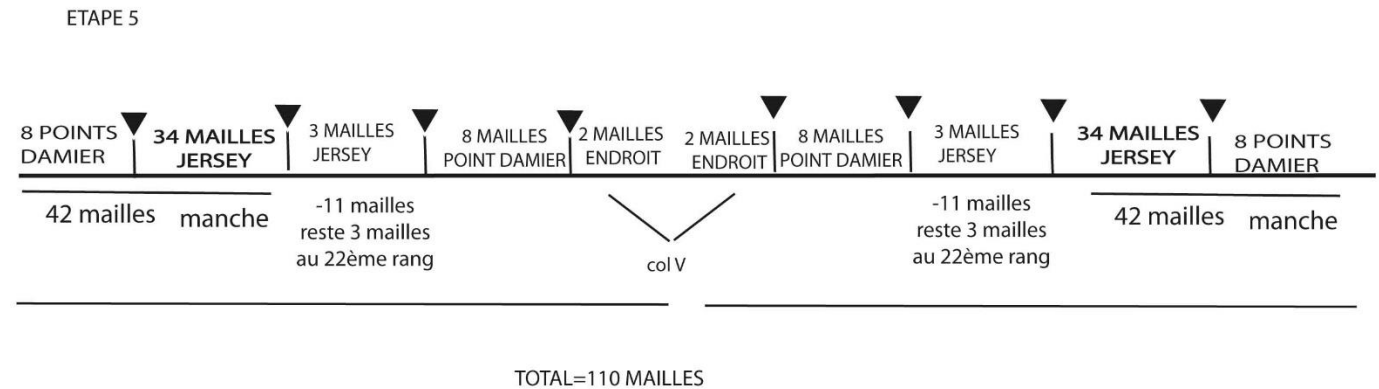 ETAPE 5
8 POINTS
DAMIER
34 MAILLES
JERSEY
3 MAILLES
JERSEY
8 MAILLES
POINT DAMIER
2 MAILLES
ENDROIT
2 MAILLES
ENDROIT
8 MAILLES
POINT DAMIER
3 MAILLES
JERSEY
34 MAILLES
JERSEY
8 POINTS
DAMIER
42 mailles manche
-11 mailles
reste 3 mailles
au 22ème rang
col V
-11 mailles
reste 3 mailles
au 22ème rang
42 mailles manche
TOTAL=110 MAILLES